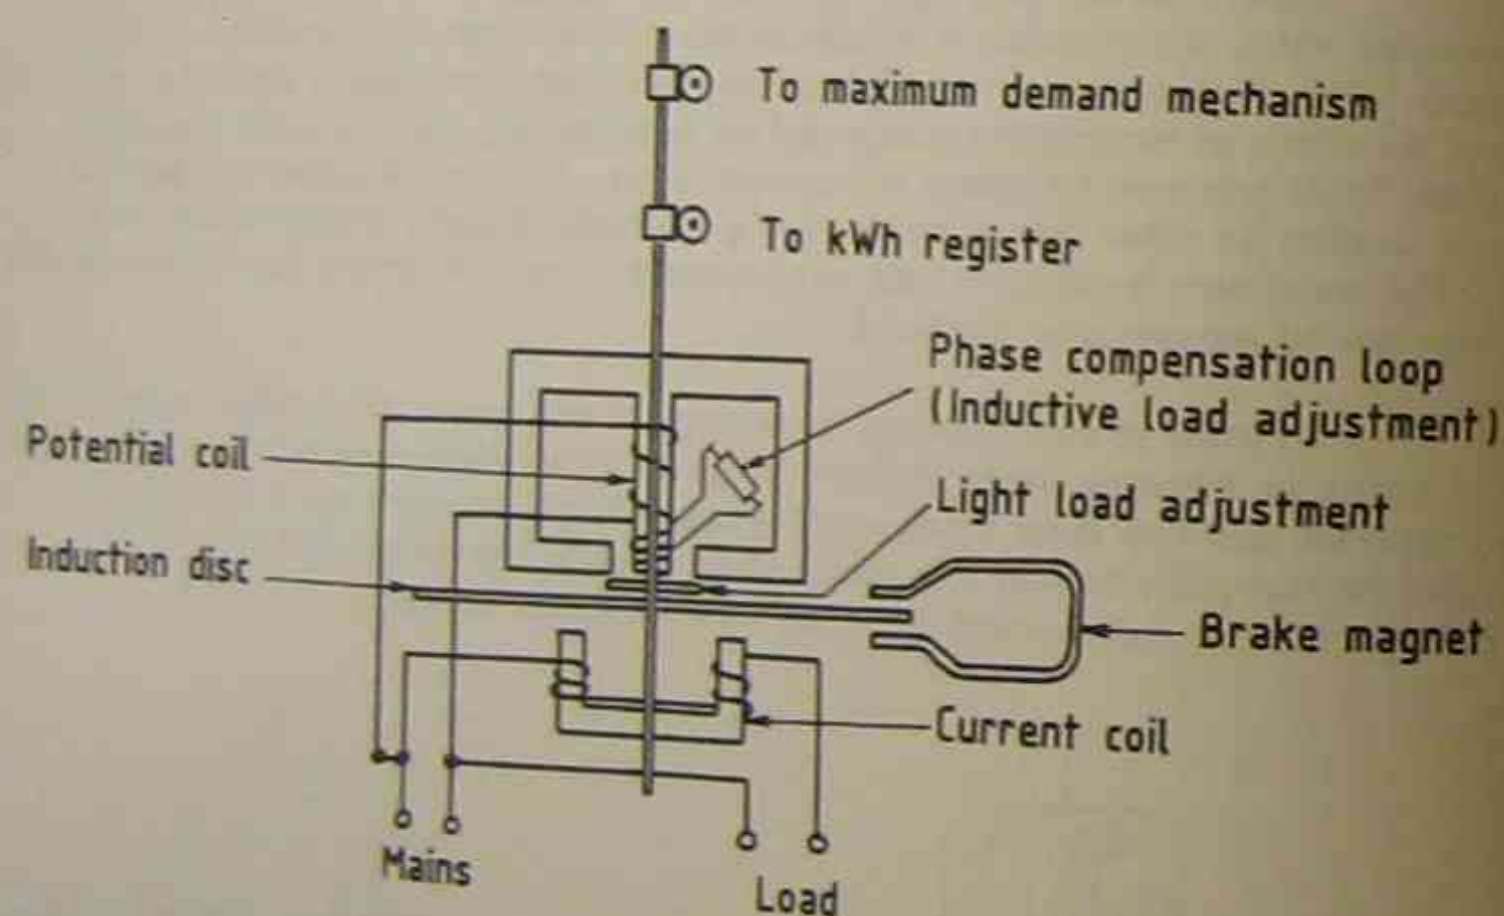 To maximum demand mechanism
To kWh register
Phase compensation loop
(Inductive load adjustment)
Potential coil
Light load adjustment
Induction disc
Brake magnet
Current coil
Mains
Load